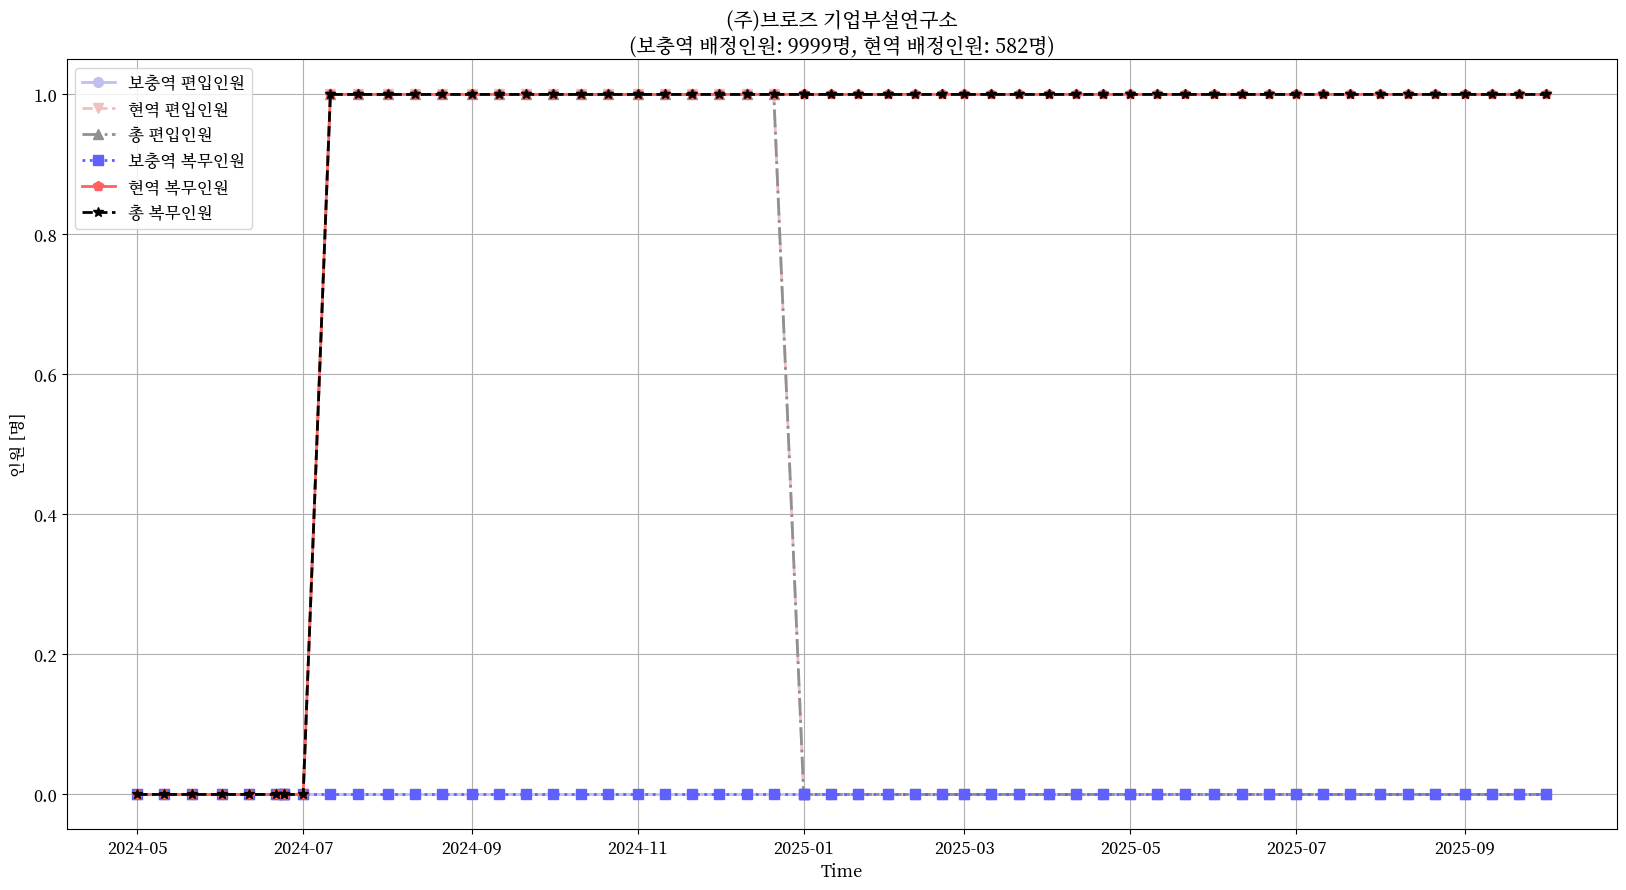 (주)브로즈 기업부설연구소
(보충역 배정인원: 9999명, 현역 배정인원: 582명)
보충역 편입인원
현역 편입인원
총 편입인원
보충역 복무인원
현역 복무인원
총 복무인원
1.0
0.8
0.6
0.4
0.2
0.0
인원 [명]
2024-05
2024-07
2024-09
2024-11
2025-01
2025-03
2025-05
2025-07
2025-09
Time